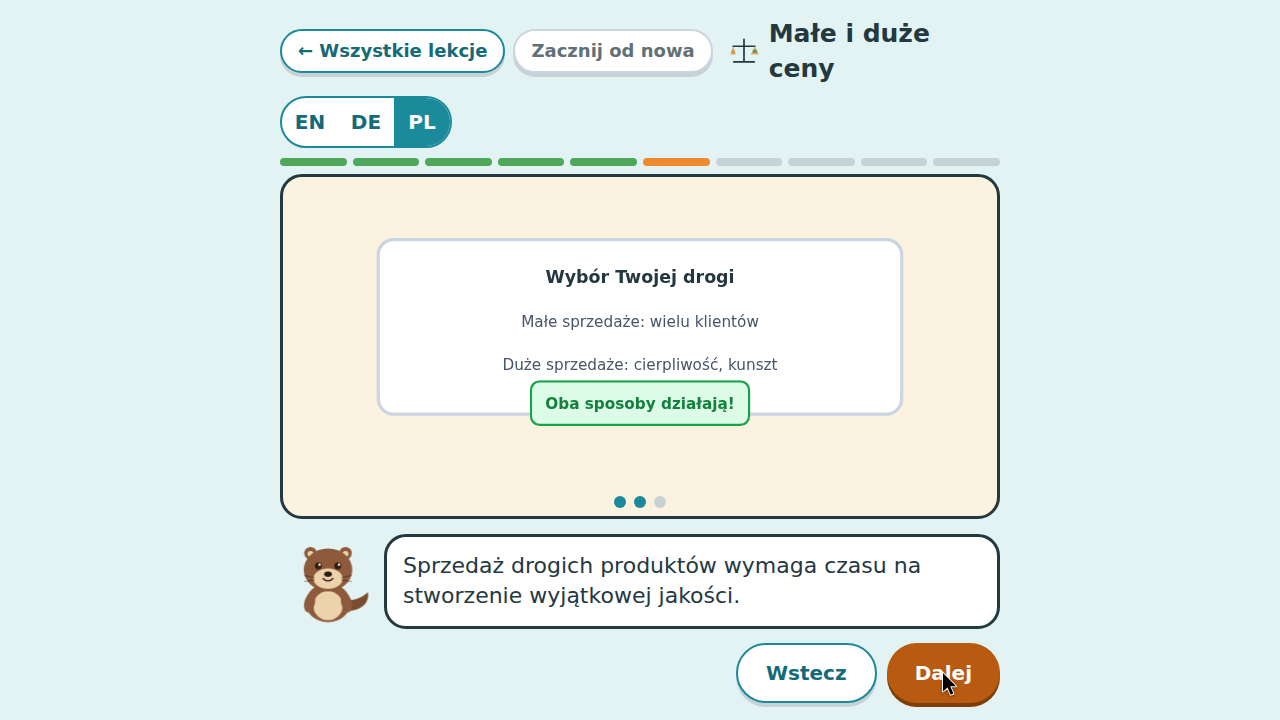 ← Wszystkie lekcje
Zacznij od nowa
Małe i duże
ceny
EN DE PL
Wybór Twojej drogi
Małe sprzedaże: wielu klientów
Duże sprzedaże: cierpliwość, kunszt
Oba sposoby działają!
Sprzedaż drogich produktów wymaga czasu na
stworzenie wyjątkowej jakości.
Wstecz
Dalej